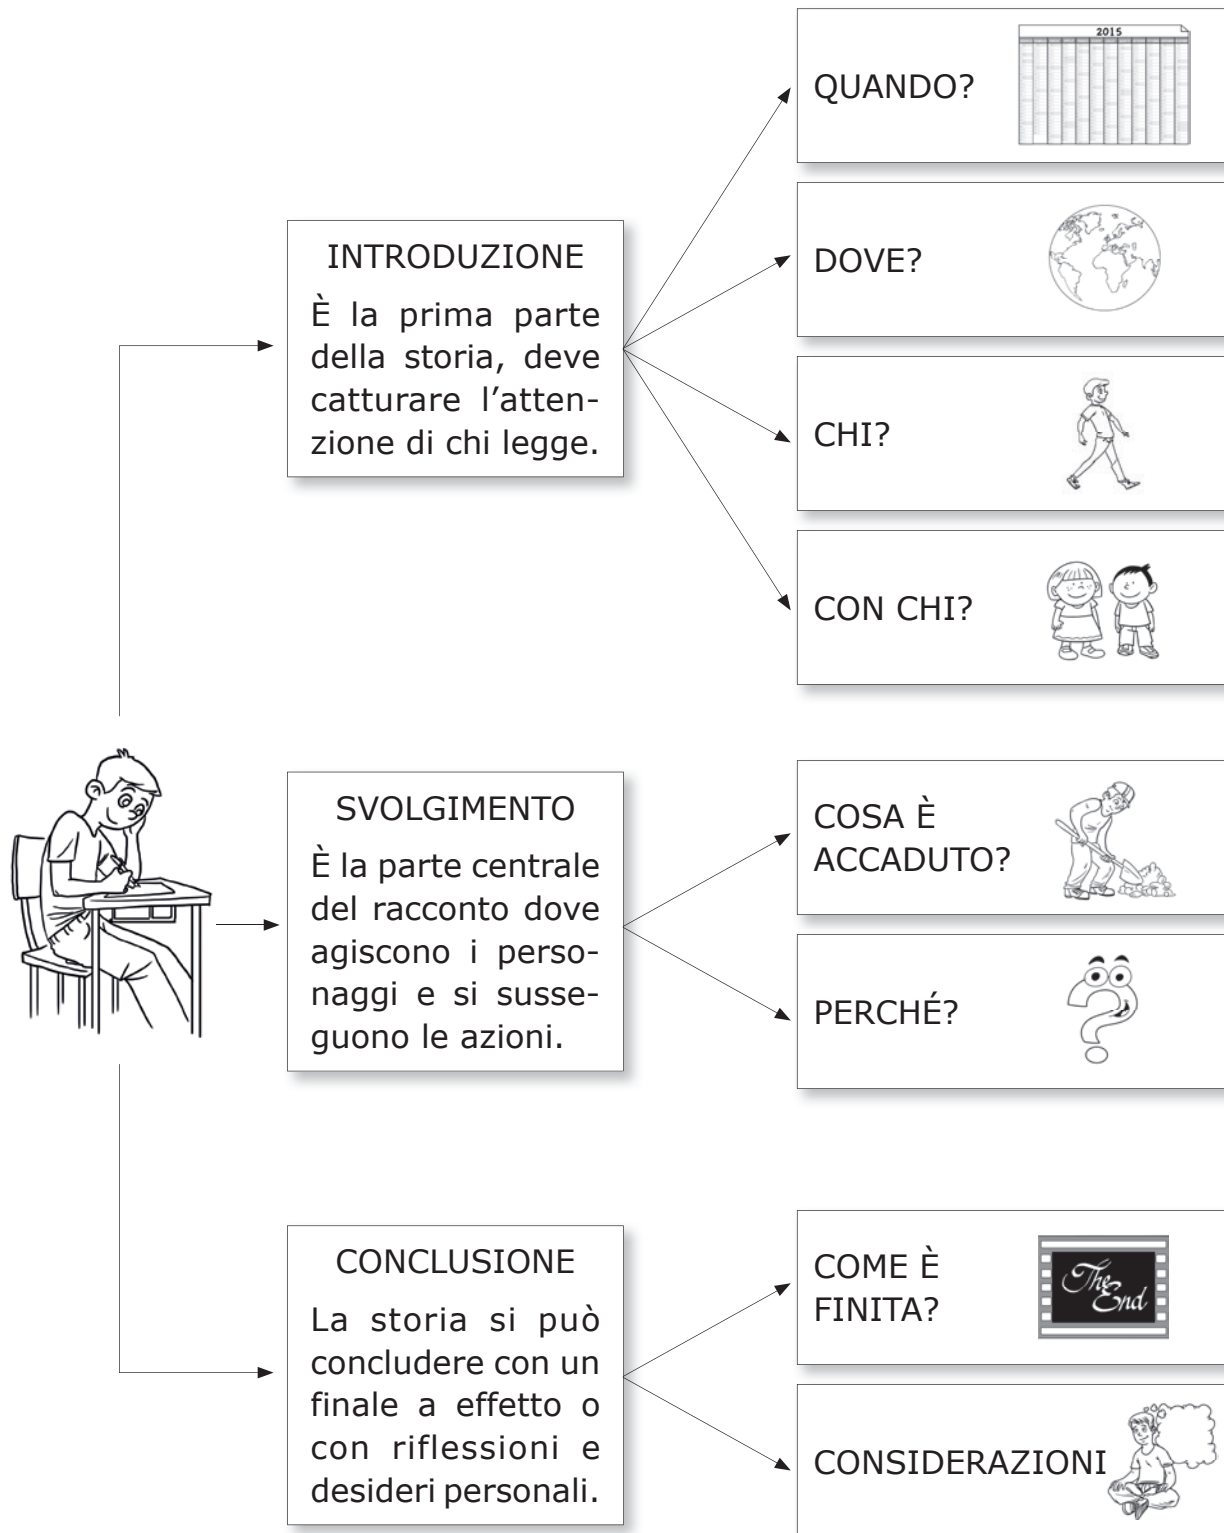 2015
QUANDO?
DOVE?
CHI?
CON CHI?
INTRODUZIONE
È la prima parte
della storia, deve
catturare l'atten-
zione di chi legge.
SVOLGIMENTO
È la parte centrale
del racconto dove
agiscono i perso-
naggi e si susse-
guono le azioni.
COSA È
ACCADUTO?
PERCHÉ?
CONCLUSIONE
La storia si può
concludere con un
finale a effetto o
con riflessioni e
desideri personali.
COME È
FINITA?
The
End
CONSIDERAZIONI